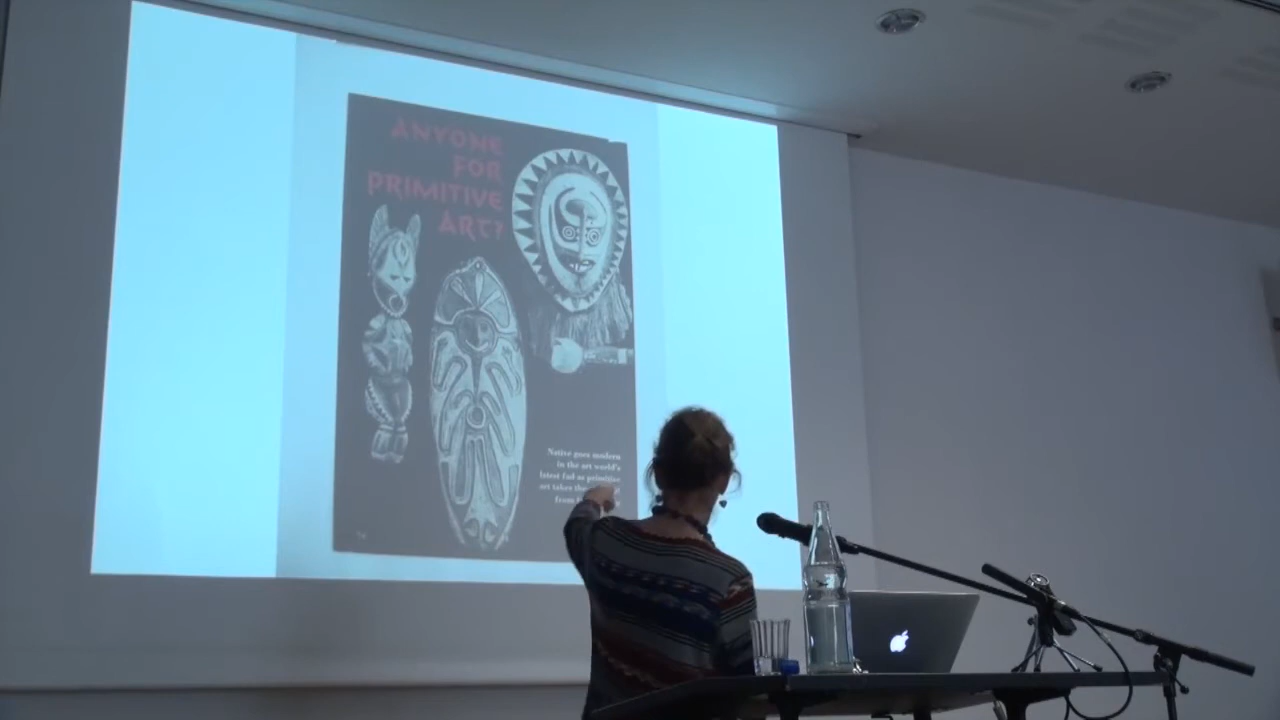 ANYONE
FOR
PRIMITIVE
ART?
Native goes modern
in the art world's
latest fad as primitive
art takes the
from